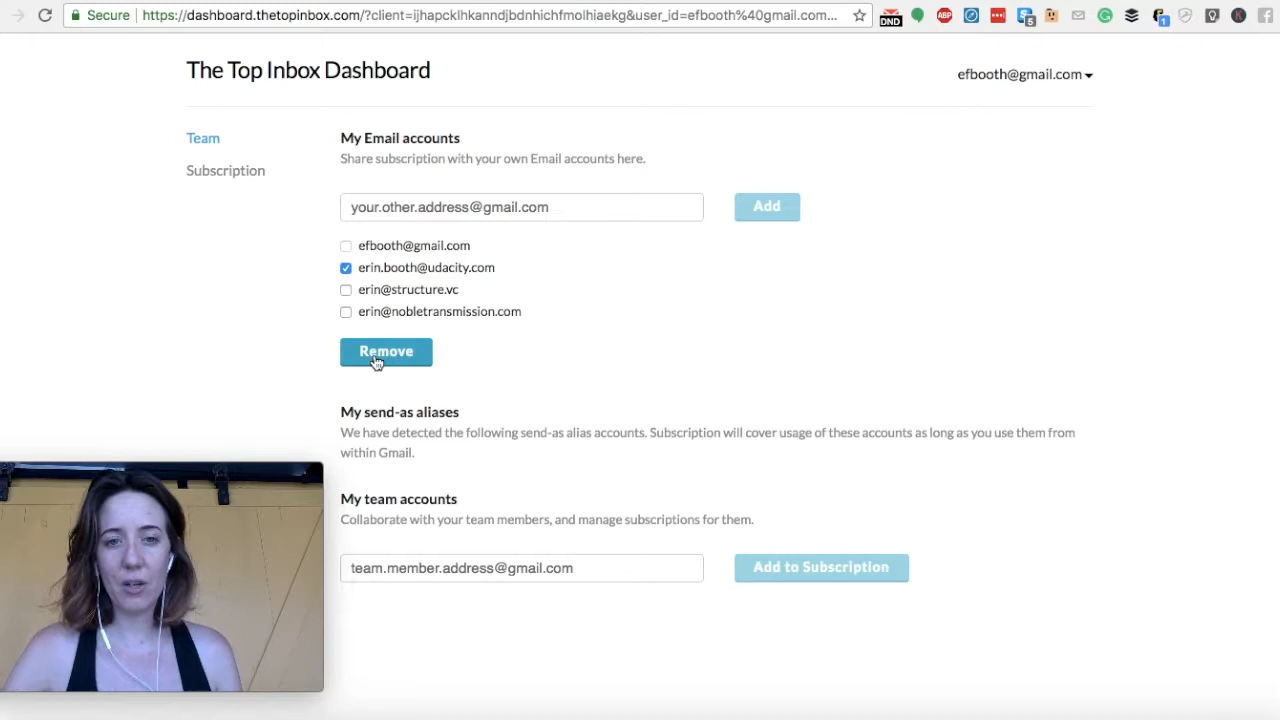 Secure
https://dashboard.thetopinbox.com/?client=ijhapcklhkanndjbdnhichfmolhiaekg&user_id=efbooth%40gmail.com...
DND
ABP
5
1
The Top Inbox Dashboard
efbooth@gmail.com
Team
Subscription
My Email accounts
Share subscription with your own Email accounts here.
your.other.address@gmail.com
Add
efbooth@gmail.com
erin.booth@udacity.com
erin@structure.vc
erin@nobletransmission.com
Remove
My send-as aliases
We have detected the following send-as alias accounts. Subscription will cover usage of these accounts as long as you use them from
within Gmail.
My team accounts
Collaborate with your team members, and manage subscriptions for them.
team.member.address@gmail.com
Add to Subscription